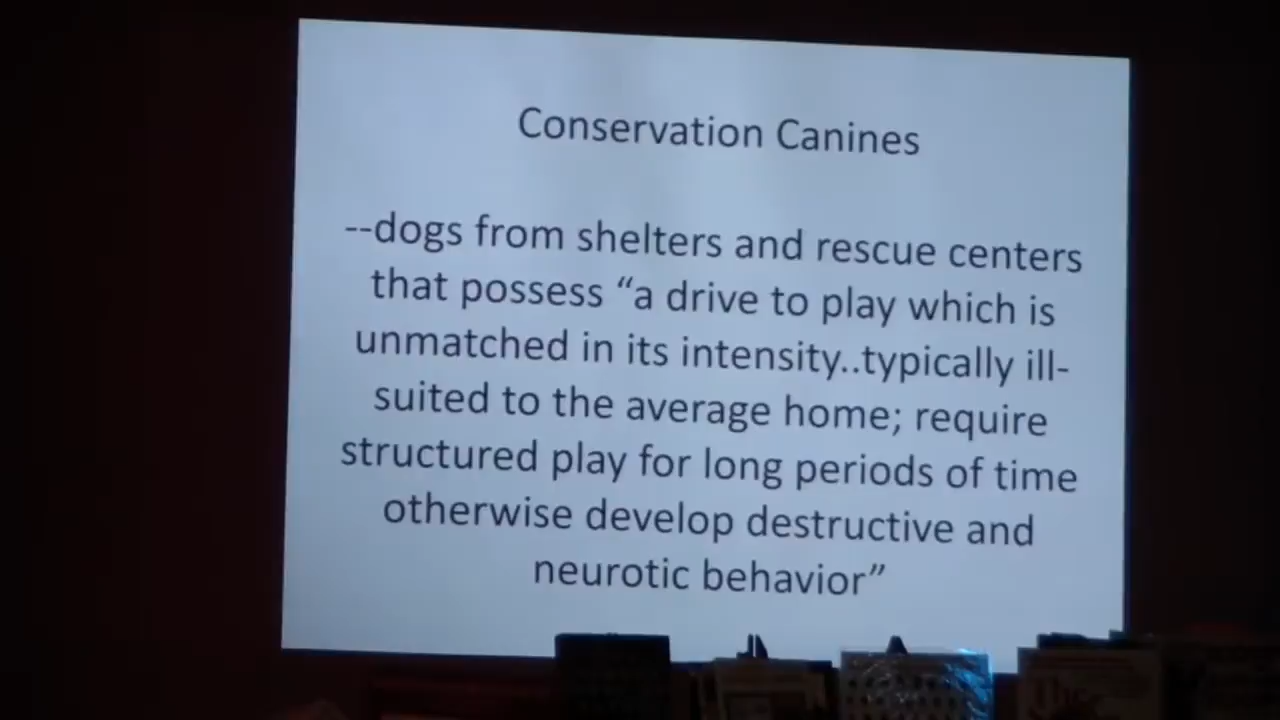 Conservation Canines
--dogs from shelters and rescue centers
that possess “a drive to play which is
unmatched in its intensity..typically ill-
suited to the average home; require
structured play for long periods of time
otherwise develop destructive and
neurotic behavior”